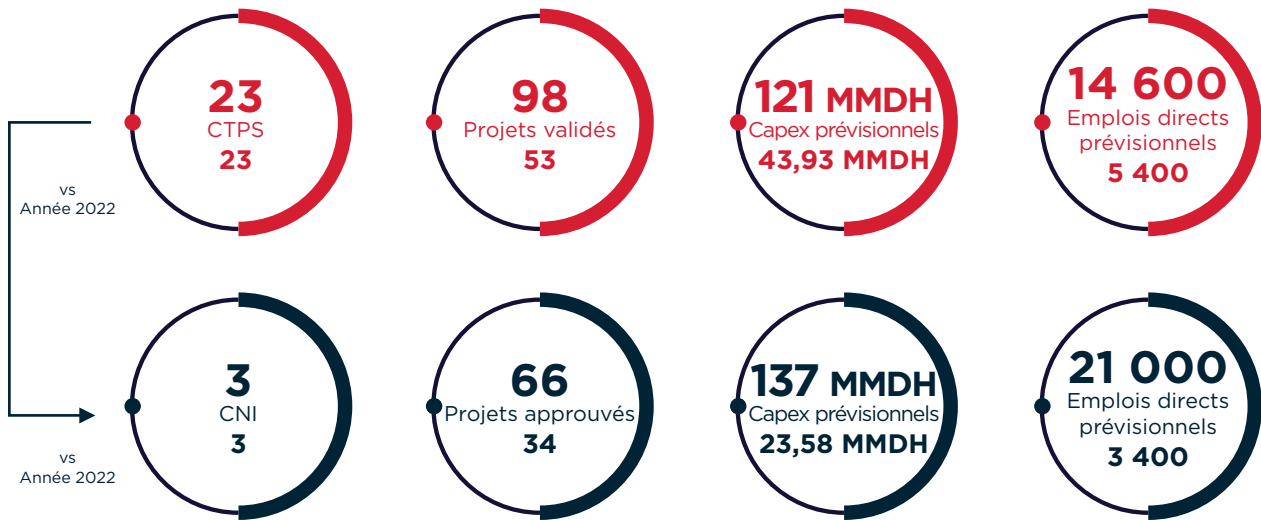 23
CTPS
23
98
Projets validés
53
121 MMDH
Capex prévisionnels
43,93 MMDH
14 600
Emplois directs
prévisionnels
5 400
vs
Année 2022
3
CNI
3
66
Projets approuvés
34
137 MMDH
Capex prévisionnels
23,58 MMDH
21 000
Emplois directs
prévisionnels
3 400
vs
Année 2022